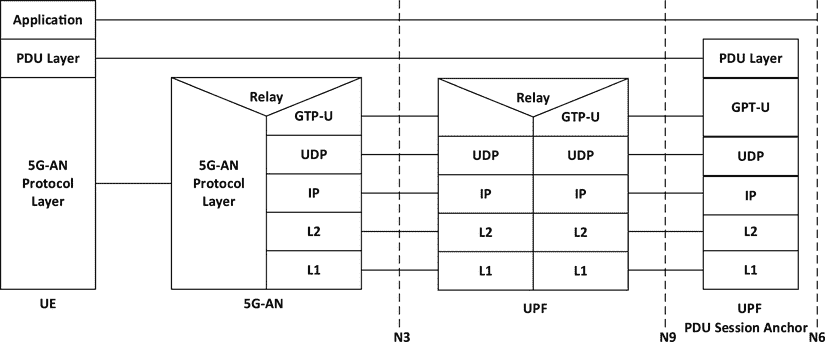 Application
PDU Layer
5G-AN
Protocol
Layer
UE
Relay
5G-AN
Protocol
Layer
GTP-U
UDP
IP
L2
L1
5G-AN
N3
Relay
GTP-U
UDP
UDP
IP
IP
L2
L2
L1
L1
UPF
N9
PDU Layer
GPT-U
UDP
IP
L2
L1
UPF
PDU Session Anchor
N6